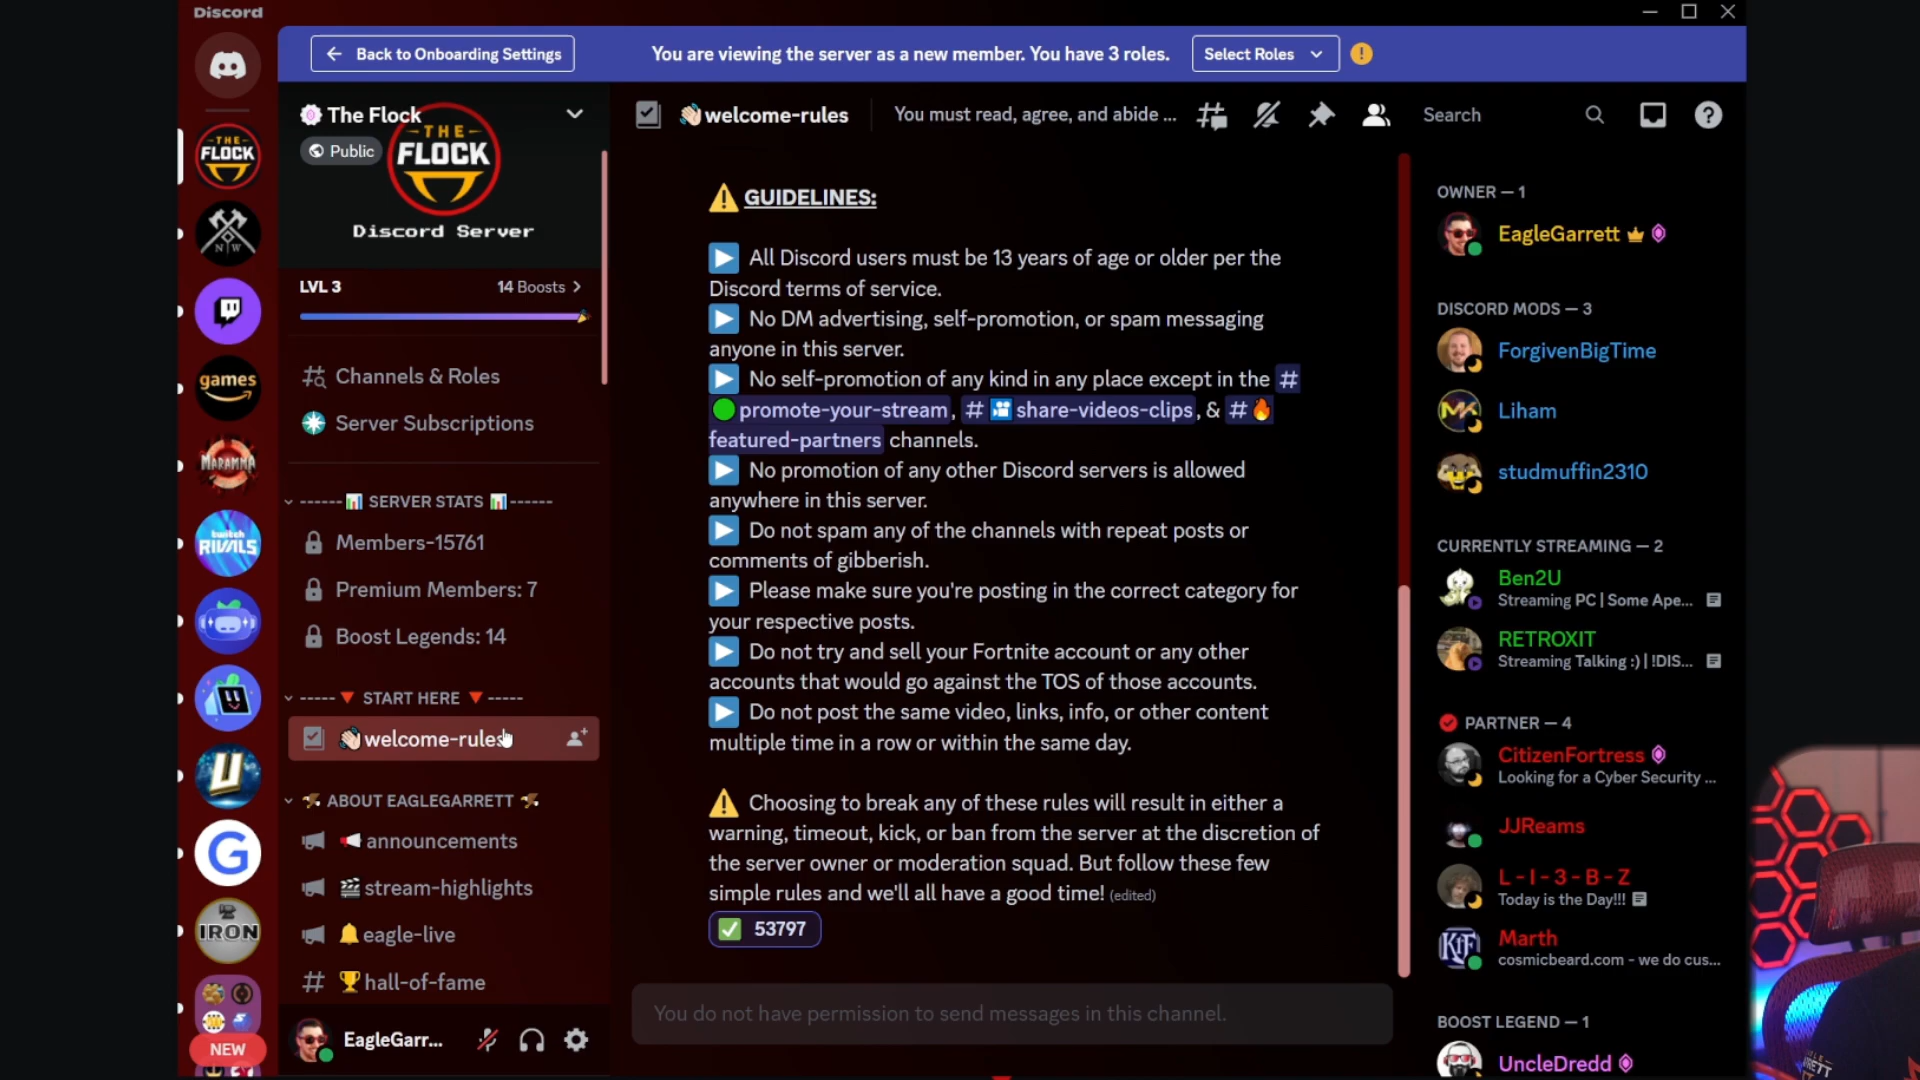 Discord
Back to Onboarding Settings
You are viewing the server as a new member. You have 3 roles.
Select Roles
The Flock
Public
THE
FLOCK
Discord Server
LVL 3
14 Boosts
Channels & Roles
Server Subscriptions
------ SERVER STATS ------
Members-15761
Premium Members: 7
Boost Legends: 14
----- START HERE -----
welcome-rules
ABOUT EAGLEGARRETT
announcements
stream-highlights
eagle-live
hall-of-fame
EagleGarr...
THE
FLOCK
N W
games
MARAMMA
twitch
RIVALS
U
G
IRON
NEW
welcome-rules
You must read, agree, and abide ...
Search
GUIDELINES:
All Discord users must be 13 years of age or older per the
Discord terms of service.
No DM advertising, self-promotion, or spam messaging
anyone in this server.
No self-promotion of any kind in any place except in the #
promote-your-stream, # share-videos-clips, & #
featured-partners channels.
No promotion of any other Discord servers is allowed
anywhere in this server.
Do not spam any of the channels with repeat posts or
comments of gibberish.
Please make sure you're posting in the correct category for
your respective posts.
Do not try and sell your Fortnite account or any other
accounts that would go against the TOS of those accounts.
Do not post the same video, links, info, or other content
multiple time in a row or within the same day.
Choosing to break any of these rules will result in either a
warning, timeout, kick, or ban from the server at the discretion of
the server owner or moderation squad. But follow these few
simple rules and we'll all have a good time! (edited)
53797
You do not have permission to send messages in this channel.
OWNER — 1
EagleGarrett
DISCORD MODS — 3
ForgivenBigTime
Liham
studmuffin2310
CURRENTLY STREAMING — 2
Ben2U
Streaming PC | Some Ape...
RETROXIT
Streaming Talking :) | !DIS...
PARTNER — 4
CitizenFortress
Looking for a Cyber Security ...
JJReams
L - I - 3 - B - Z
Today is the Day!!!
Marth
cosmicbeard.com - we do cus...
BOOST LEGEND — 1
UncleDredd